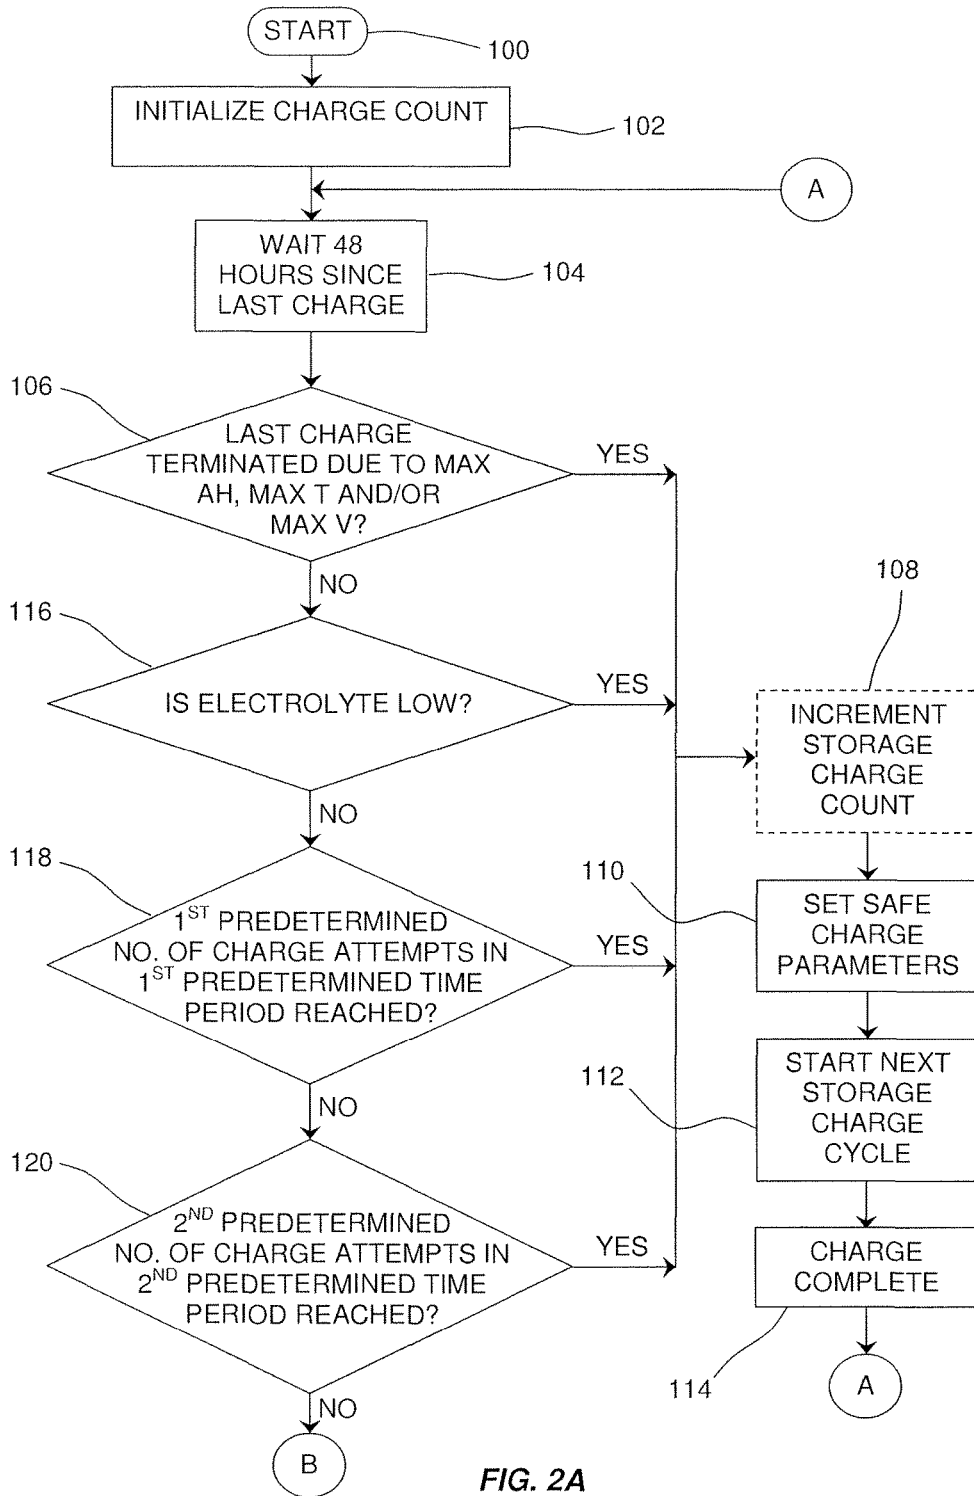 START
100
INITIALIZE CHARGE COUNT
102
A
WAIT 48
HOURS SINCE
LAST CHARGE
104
106
LAST CHARGE
TERMINATED DUE TO MAX
AH, MAX T AND/OR
MAX V?
YES
NO
116
IS ELECTROLYTE LOW?
YES
NO
108
INCREMENT
STORAGE
CHARGE
COUNT
118
1ST PREDETERMINED
NO. OF CHARGE ATTEMPTS IN
1ST PREDETERMINED TIME
PERIOD REACHED?
YES
NO
110
SET SAFE
CHARGE
PARAMETERS
112
START NEXT
STORAGE
CHARGE
CYCLE
120
2ND PREDETERMINED
NO. OF CHARGE ATTEMPTS IN
2ND PREDETERMINED TIME
PERIOD REACHED?
YES
NO
CHARGE
COMPLETE
114
A
B
FIG. 2A